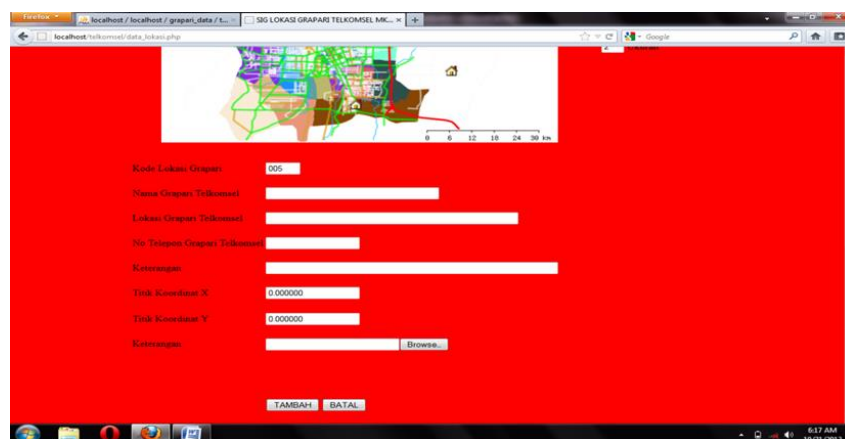 Firefox
localhost / localhost / grapari_data / t...
SIG LOKASI GRAPARI TELKOMSEL MK...
localhost/telkomsel/data_lokasi.php
Google
2
0 6 12 18 24 30 km
Kode Lokasi Grapari 005
Nama Grapari Telkomsel
Lokasi Grapari Telkomsel
No Telepon Grapari Telkomsel
Keterangan
Titik Koordinat X 0.000000
Titik Koordinat Y 0.000000
Keterangan Browse..
TAMBAH BATAL
6:17 AM